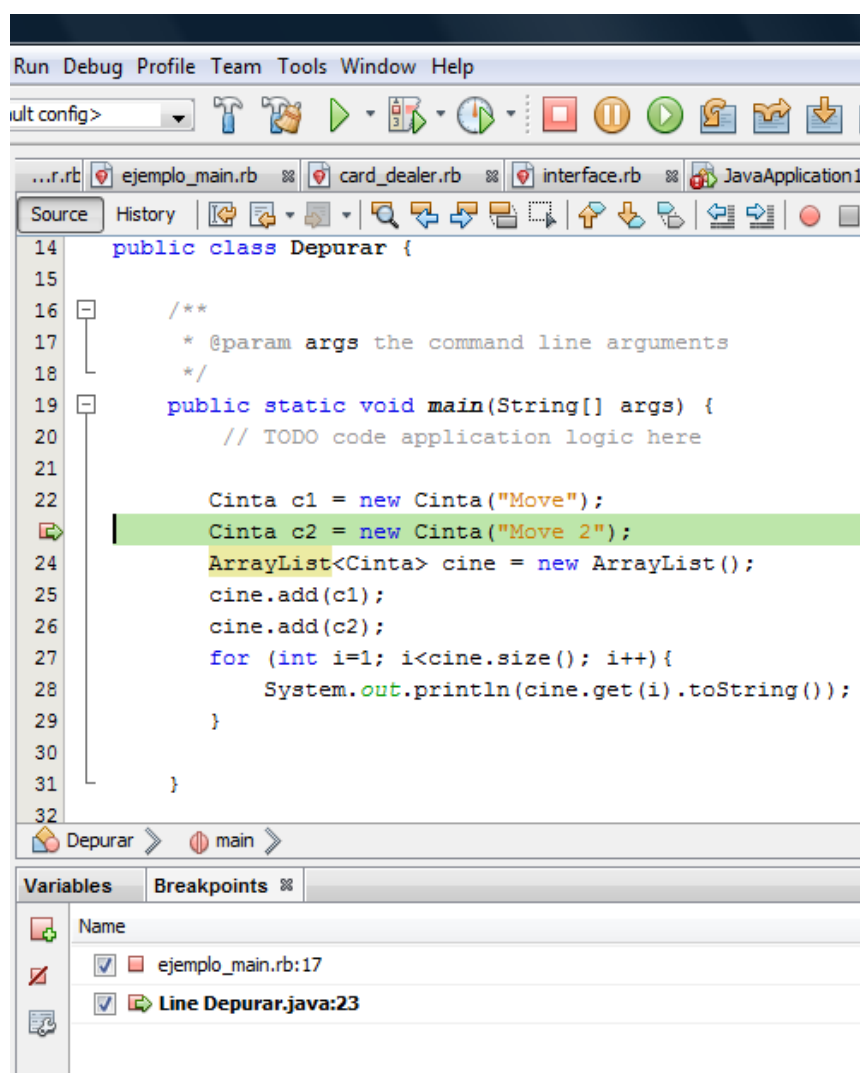 Run Debug Profile Team Tools Window Help
ult config>
...r.rb ejemplo_main.rb card_dealer.rb interface.rb JavaApplication1
Source History
14 public class Depurar {
15
16 /**
17 * @param args the command line arguments
18 */
19 public static void main(String[] args) {
20 // TODO code application logic here
21
22 Cinta c1 = new Cinta("Move");
Cinta c2 = new Cinta("Move 2");
24 ArrayList<Cinta> cine = new ArrayList();
25 cine.add(c1);
26 cine.add(c2);
27 for (int i=1; i<cine.size(); i++){
28 System.out.println(cine.get(i).toString());
29 }
30
31 }
32
Depurar main
Variables Breakpoints
Name
ejemplo_main.rb:17
Line Depurar.java:23